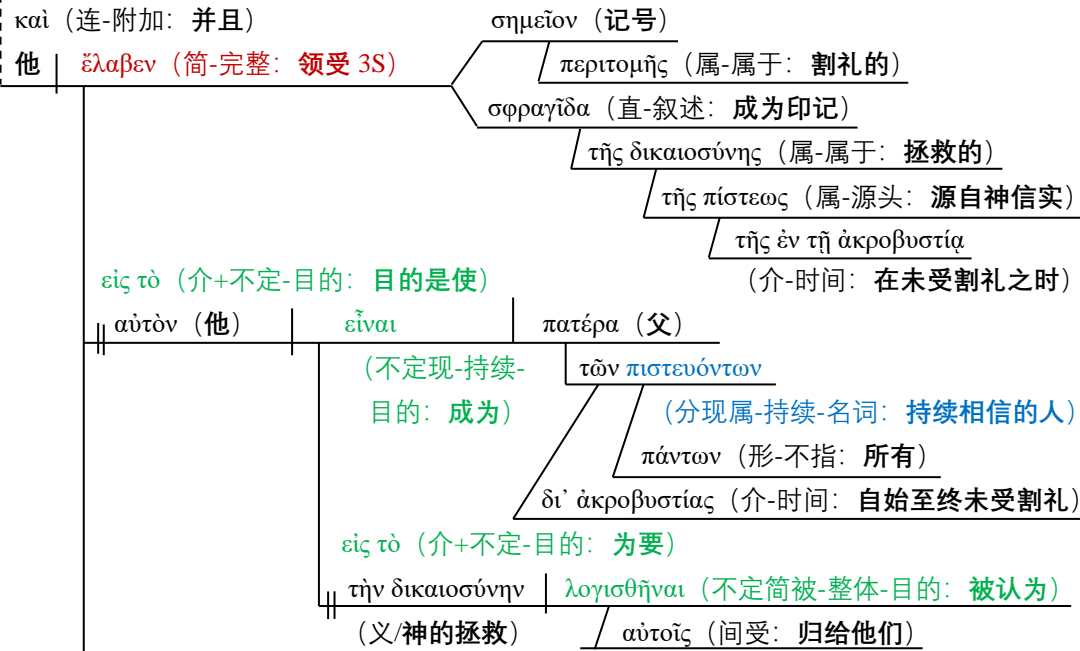 καὶ（连-附加：并且）
σημεῖον（记号）
他 ἔλαβεν（简-完整：领受 3S）
περιτομῆς（属-属于：割礼的）
σφραγῖδα（直-叙述：成为印记）
τῆς δικαιοσύνης（属-属于：拯救的）
τῆς πίστεως（属-源头：源自神信实）
τῆς ἐν τῇ ἀκροβυστίᾳ
（介-时间：在未受割礼之时）
εἰς τὸ（介+不定-目的：目的是使）
αὐτὸν（他） εἶναι πατέρα（父）
（不定现-持续-
目的：成为）
τῶν πιστευόντων
（分现属-持续-名词：持续相信的人）
πάντων（形-不指：所有）
δι᾽ ἀκροβυστίας（介-时间：自始至终未受割礼）
εἰς τὸ（介+不定-目的：为要）
τὴν δικαιοσύνην λογισθῆναι（不定简被-整体-目的：被认为）
（义/神的拯救）
αὐτοῖς（间受：归给他们）